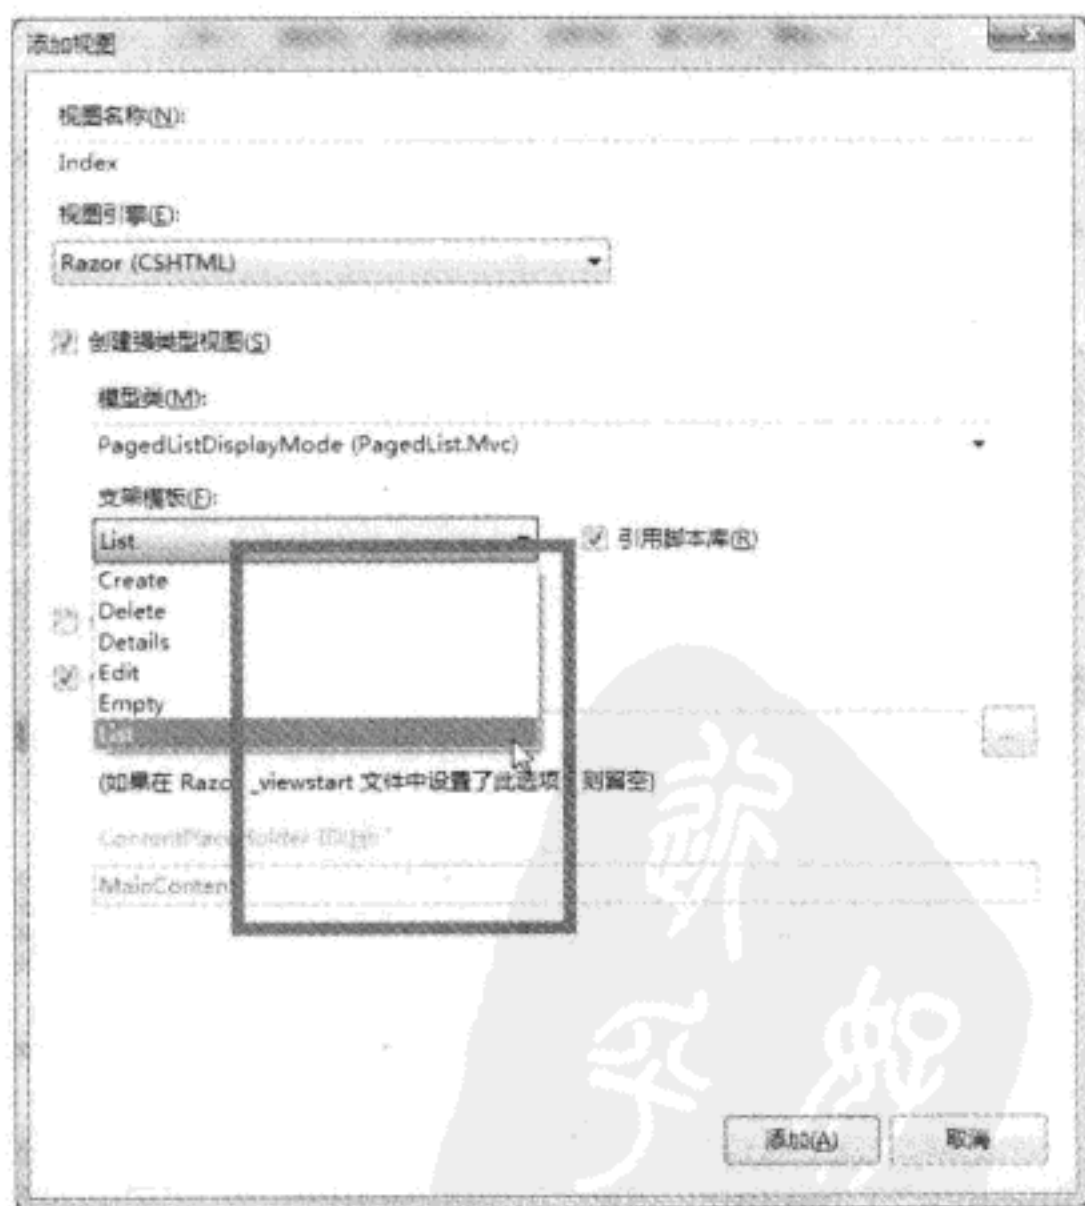 添加视图
视图名称(N):
Index
视图引擎(E):
Razor (CSHTML)
创建强类型视图(S)
模型类(M):
PagedListDisplayMode (PagedList.Mvc)
支架模板(F):
List
引用脚本库(R)
Create
Delete
Details
Edit
Empty
List
...
(如果在 Razor _viewstart 文件中设置了此选项 则留空)
ContentPlaceHolder ID(H):
MainContent
添加(A) 取消